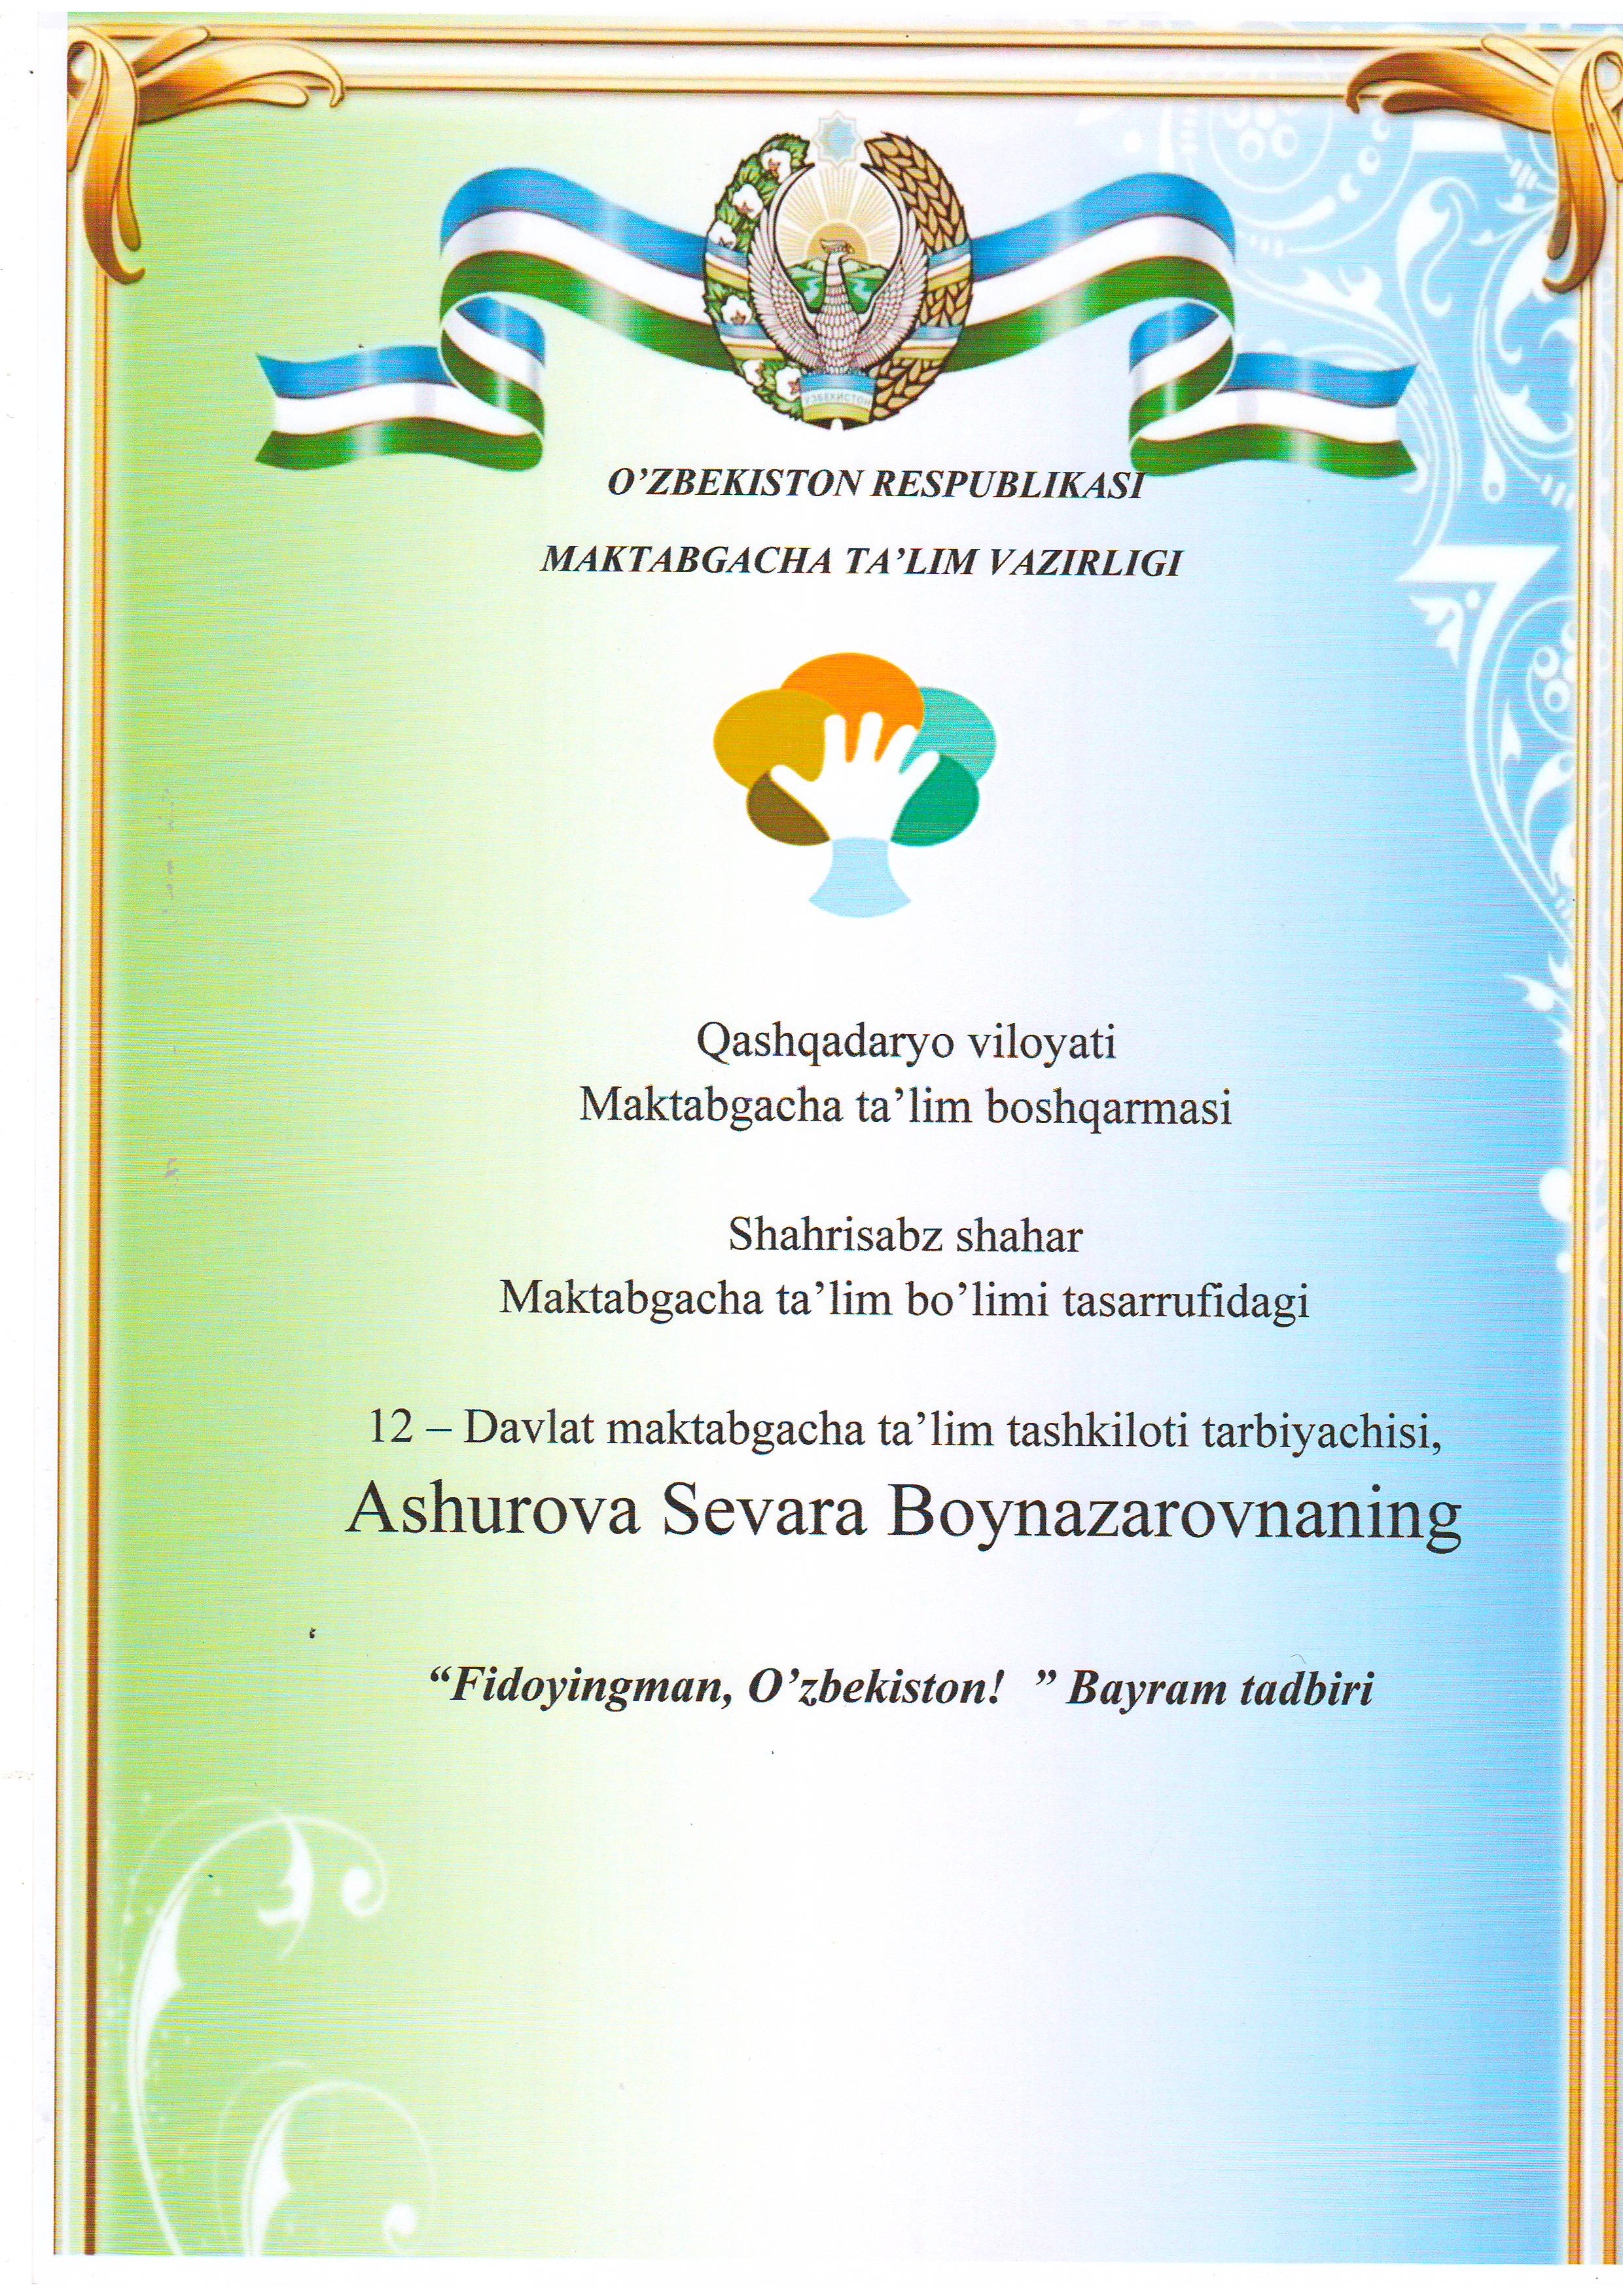 ЎЗБЕКИСТОН
O’ZBEKISTON RESPUBLIKASI
MAKTABGACHA TA’LIM VAZIRLIGI
Qashqadaryo viloyati
Maktabgacha ta’lim boshqarmasi
Shahrisabz shahar
Maktabgacha ta’lim bo’limi tasarrufidagi
12 – Davlat maktabgacha ta’lim tashkiloti tarbiyachisi,
Ashurova Sevara Boynazarovnaning
“Fidoyingman, O’zbekiston!  ” Bayram tadbiri